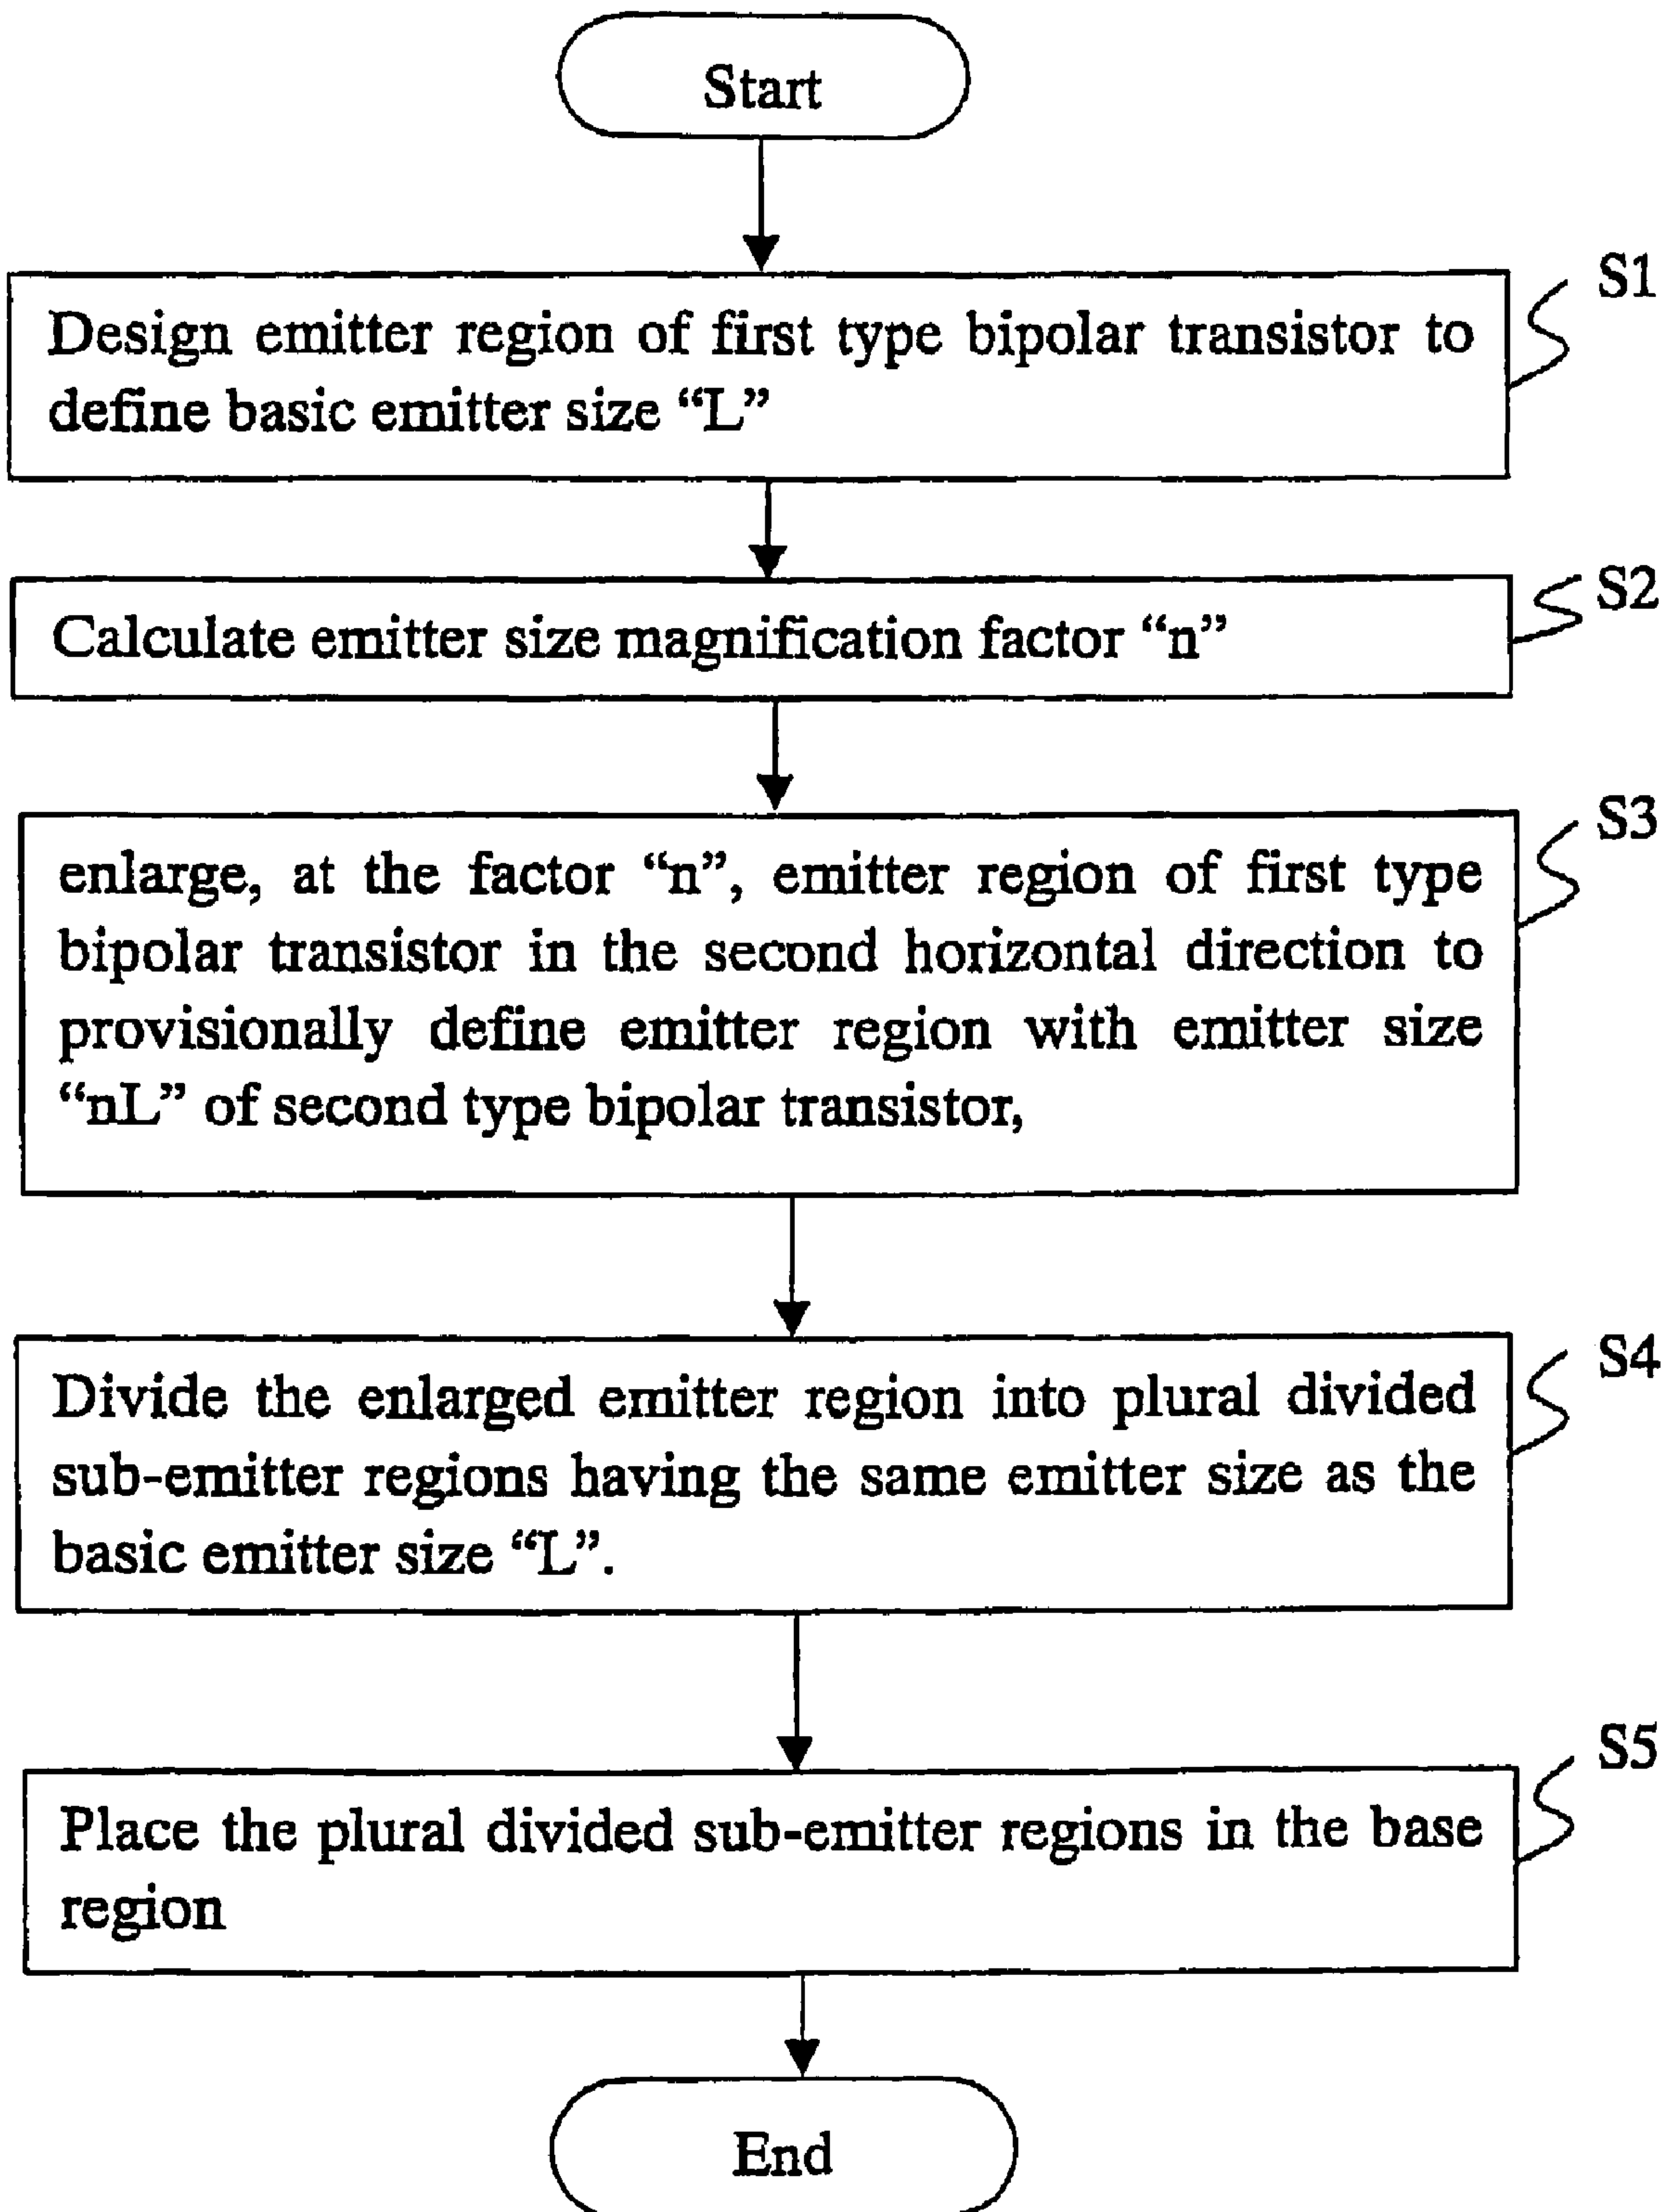 Start
S1
Design emitter region of first type bipolar transistor to
define basic emitter size “L”
S2
Calculate emitter size magnification factor “n”
S3
enlarge, at the factor “n”, emitter region of first type
bipolar transistor in the second horizontal direction to
provisionally define emitter region with emitter size
“nL” of second type bipolar transistor,
S4
Divide the enlarged emitter region into plural divided
sub-emitter regions having the same emitter size as the
basic emitter size “L”.
S5
Place the plural divided sub-emitter regions in the base
region
End